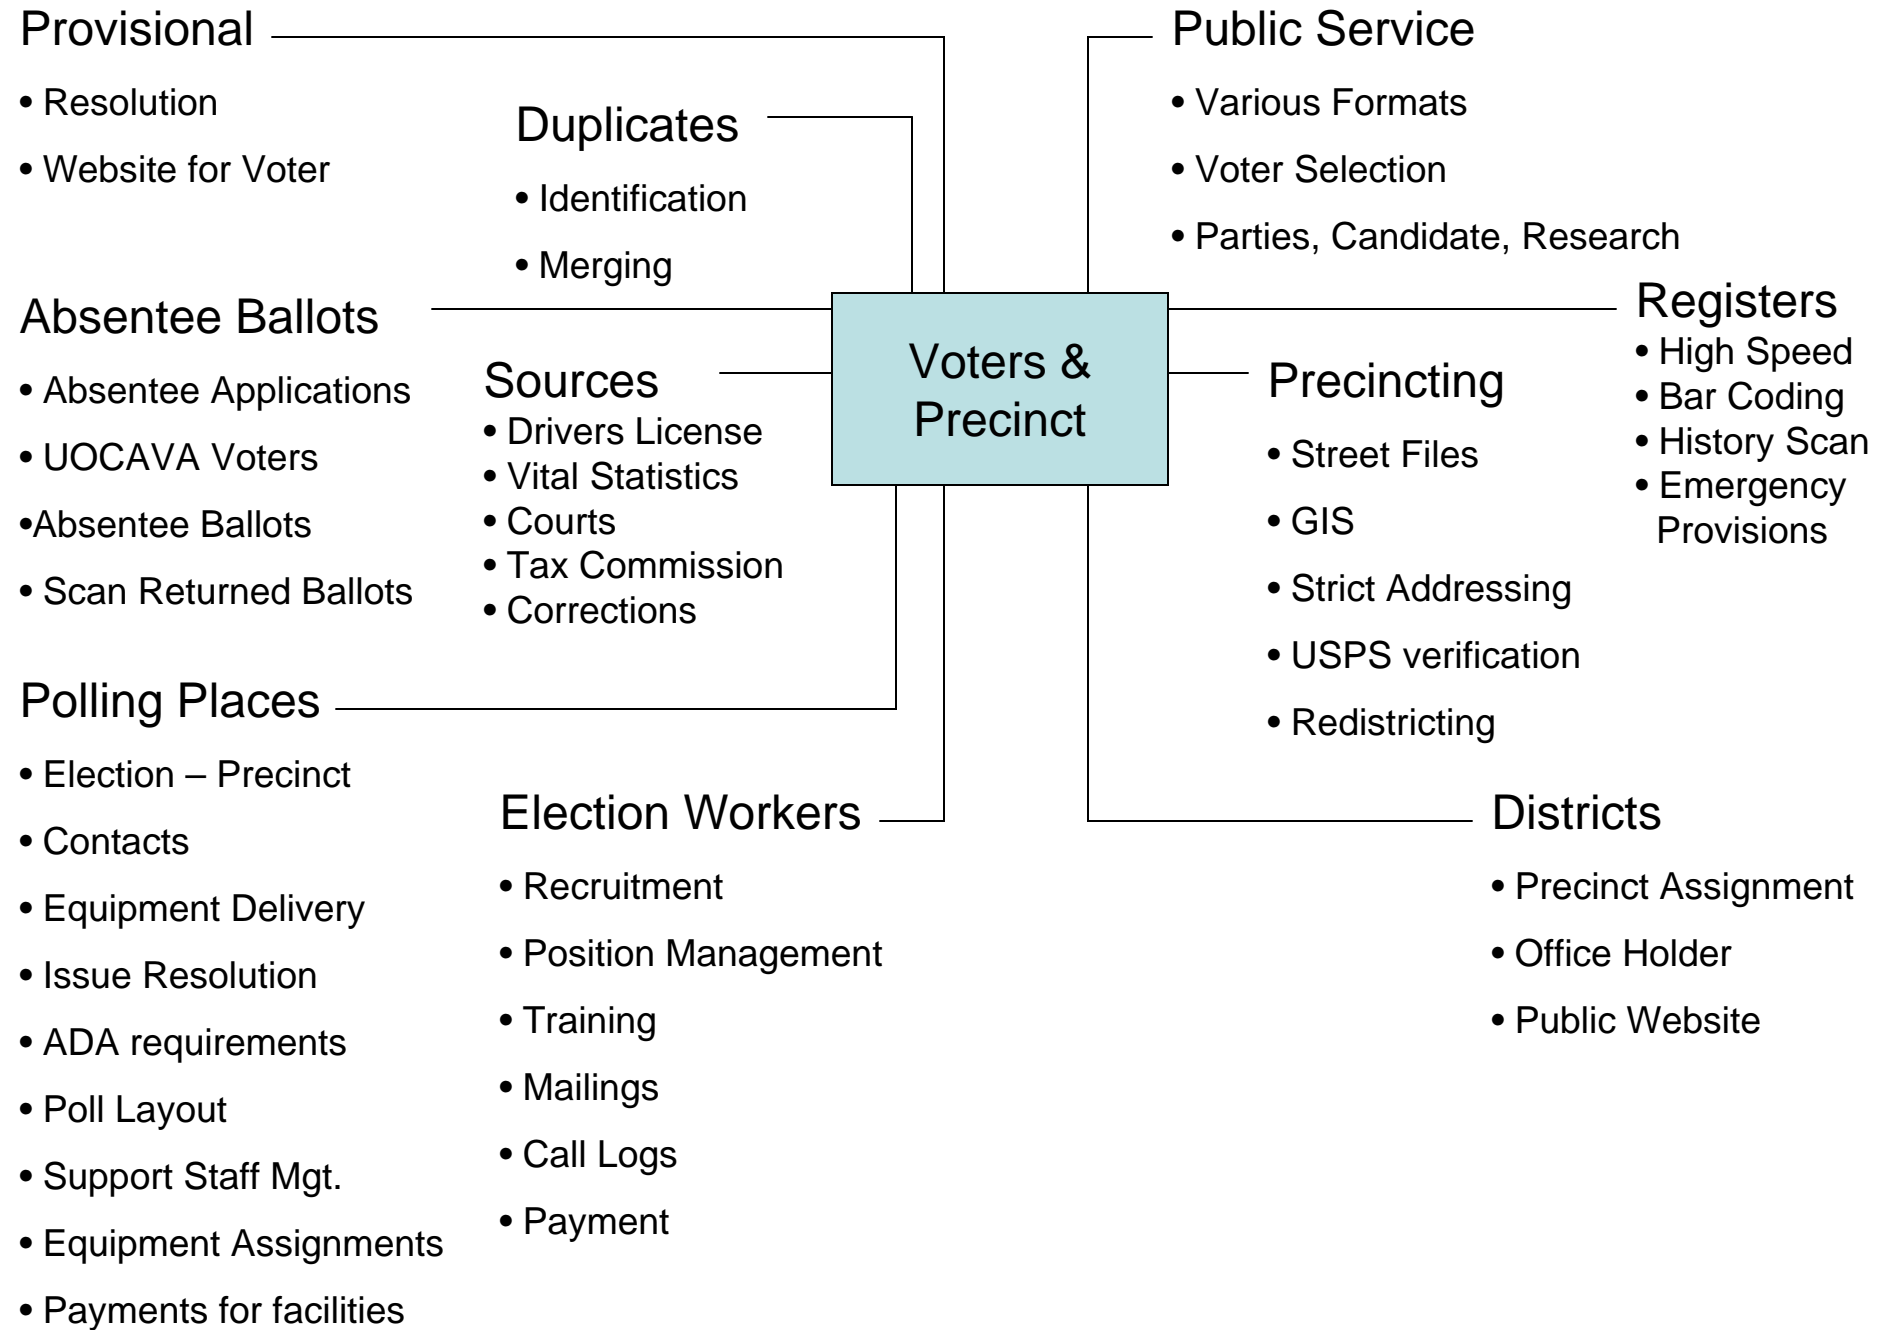 Provisional
• Resolution
• Website for Voter
Duplicates
• Identification
• Merging
Public Service
• Various Formats
• Voter Selection
• Parties, Candidate, Research
Absentee Ballots
• Absentee Applications
• UOCAVA Voters
•Absentee Ballots
• Scan Returned Ballots
Sources
• Drivers License
• Vital Statistics
• Courts
• Tax Commission
• Corrections
Voters &
Precinct
Precincting
• Street Files
• GIS
• Strict Addressing
• USPS verification
• Redistricting
Registers
• High Speed
• Bar Coding
• History Scan
• Emergency
Provisions
Polling Places
• Election – Precinct
• Contacts
• Equipment Delivery
• Issue Resolution
• ADA requirements
• Poll Layout
• Support Staff Mgt.
• Equipment Assignments
• Payments for facilities
Election Workers
• Recruitment
• Position Management
• Training
• Mailings
• Call Logs
• Payment
Districts
• Precinct Assignment
• Office Holder
• Public Website